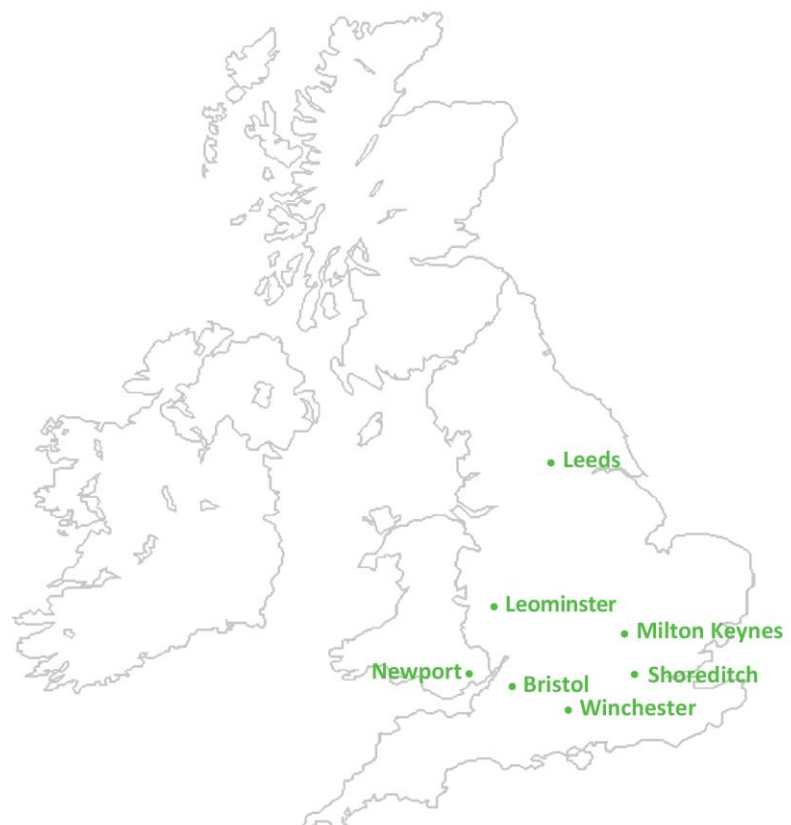 Leeds
Leominster
Milton Keynes
Newport
Shoreditch
Bristol
Winchester